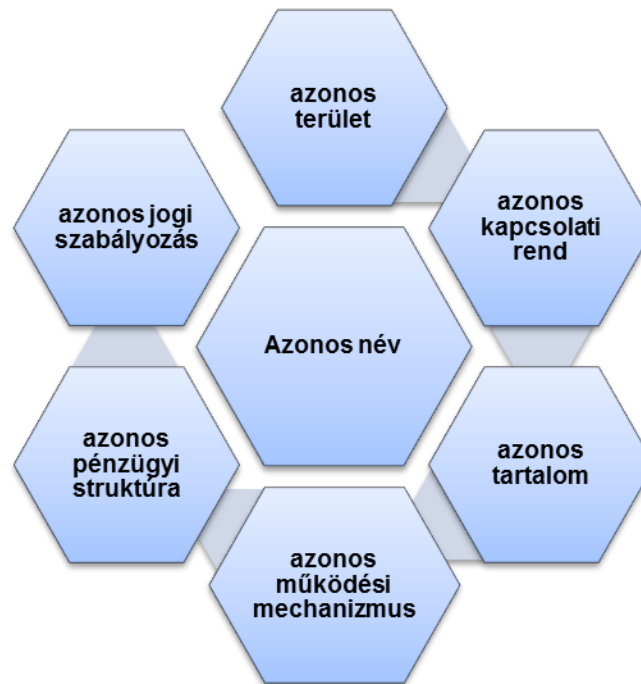 azonos
terület
azonos
kapcsolati
rend
azonos
tartalom
azonos
működési
mechanizmus
azonos
pénzügyi
struktúra
azonos jogi
szabályozás
Azonos név